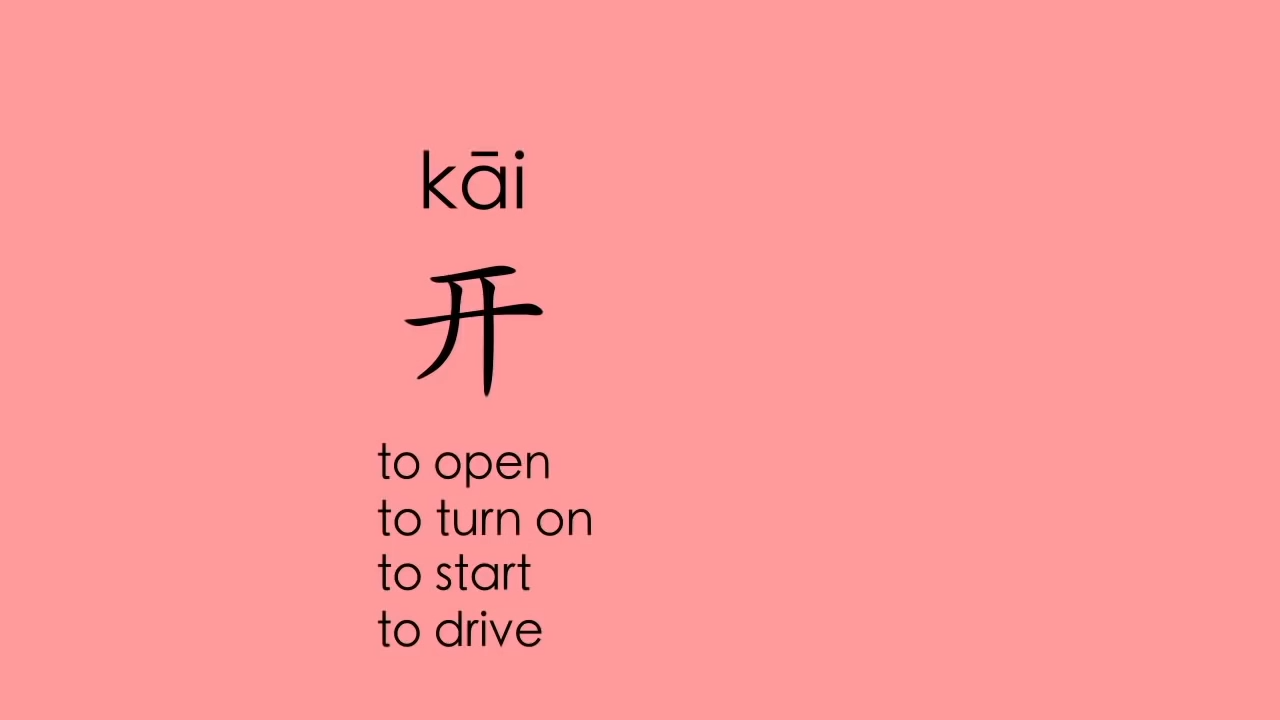 kāi
开
to open
to turn on
to start
to drive